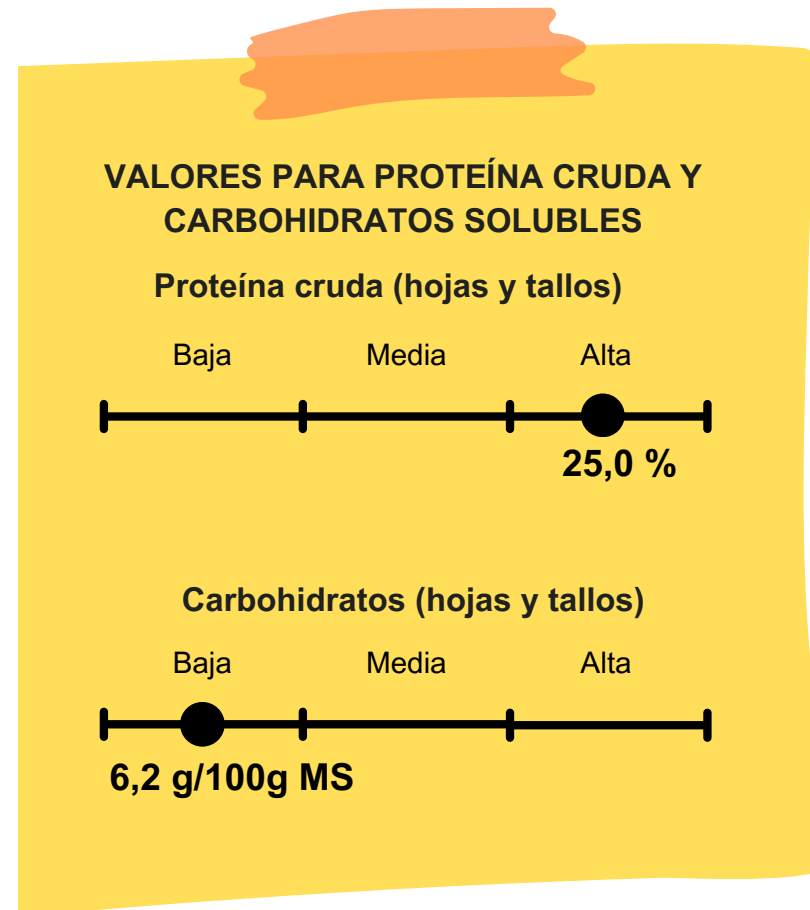 VALORES PARA PROTEÍNA CRUDA Y
CARBOHIDRATOS SOLUBLES
Proteína cruda (hojas y tallos)
Baja Media Alta
25,0 %
Carbohidratos (hojas y tallos)
Baja Media Alta
6,2 g/100g MS